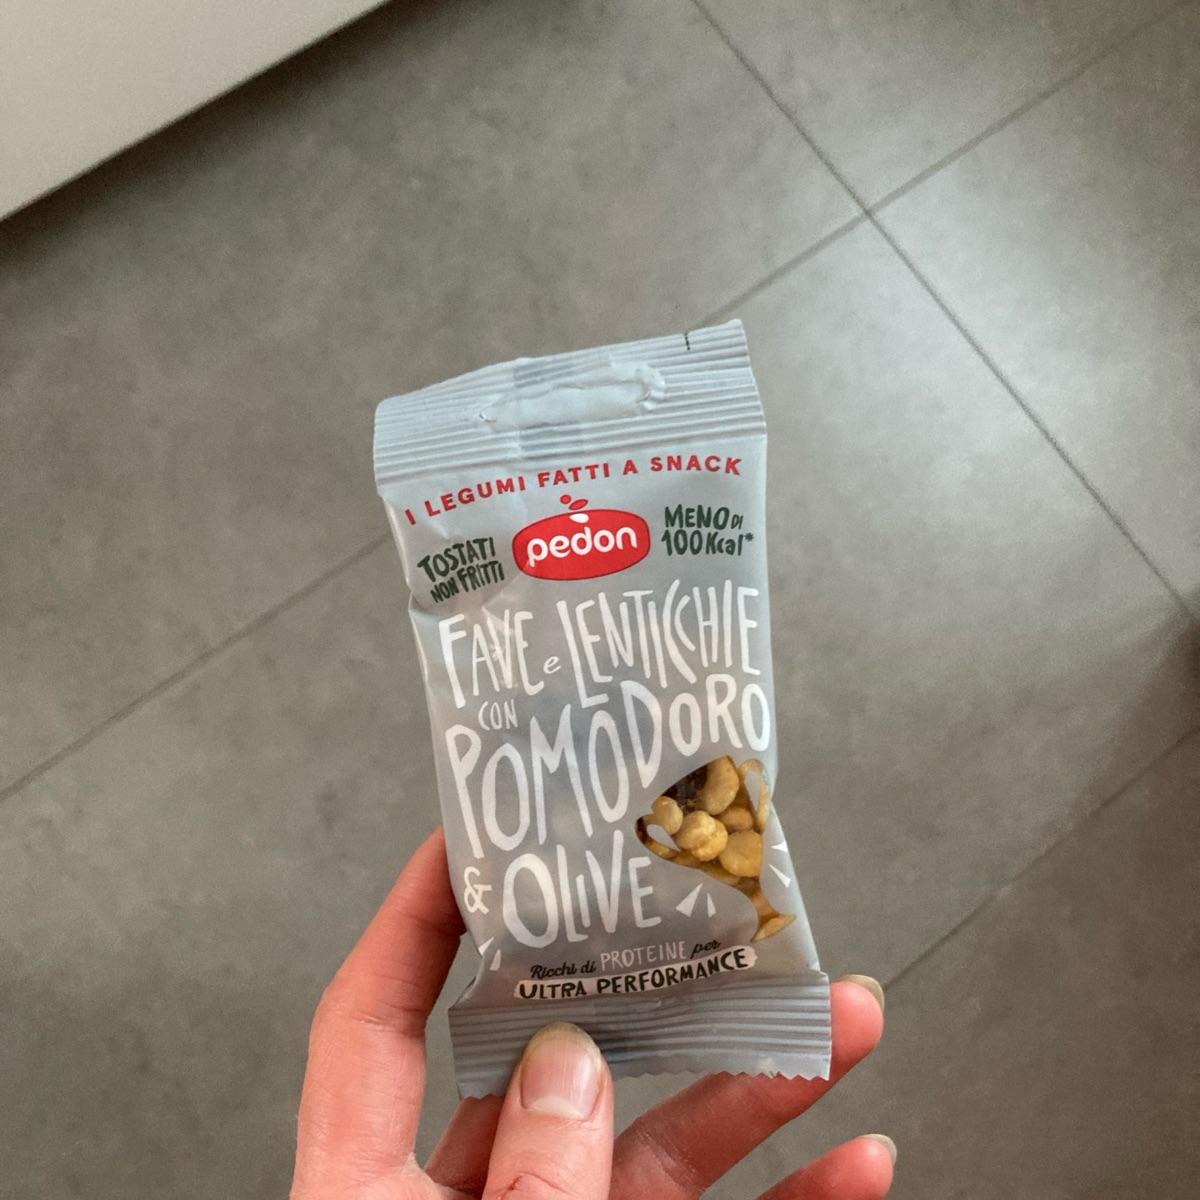 I LEGUMI FATTI A SNACK
TOSTATI
NON FRITTI
pedon
MENO DI
100Kcal*
FAVE e LENTICCHIE
CON
POMODORO
& OLIVE
Ricchi di PROTEINE per
ULTRA PERFORMANCE